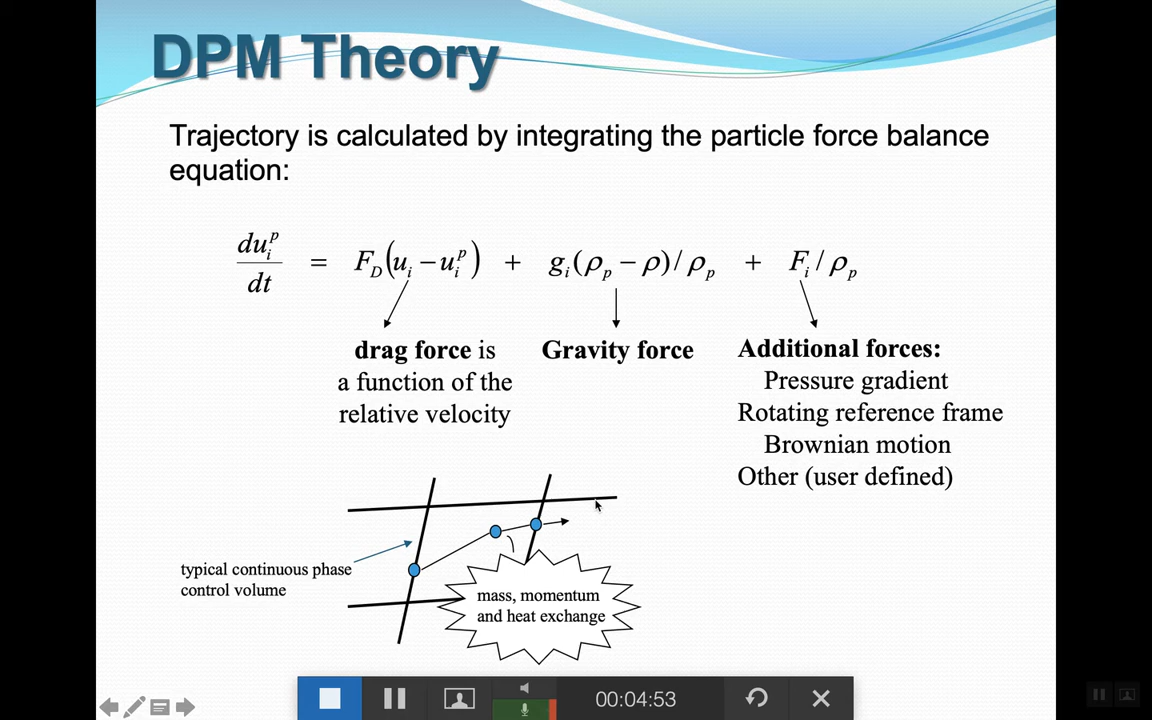 DPM Theory
Trajectory is calculated by integrating the particle force balance
equation:
du_i^p/dt = F_D(u_i − u_i^p) + g_i(ρ_p − ρ)/ρ_p + F_i/ρ_p
drag force is
a function of the
relative velocity
Gravity force
Additional forces:
Pressure gradient
Rotating reference frame
Brownian motion
Other (user defined)
typical continuous phase
control volume
mass, momentum
and heat exchange
00:04:53